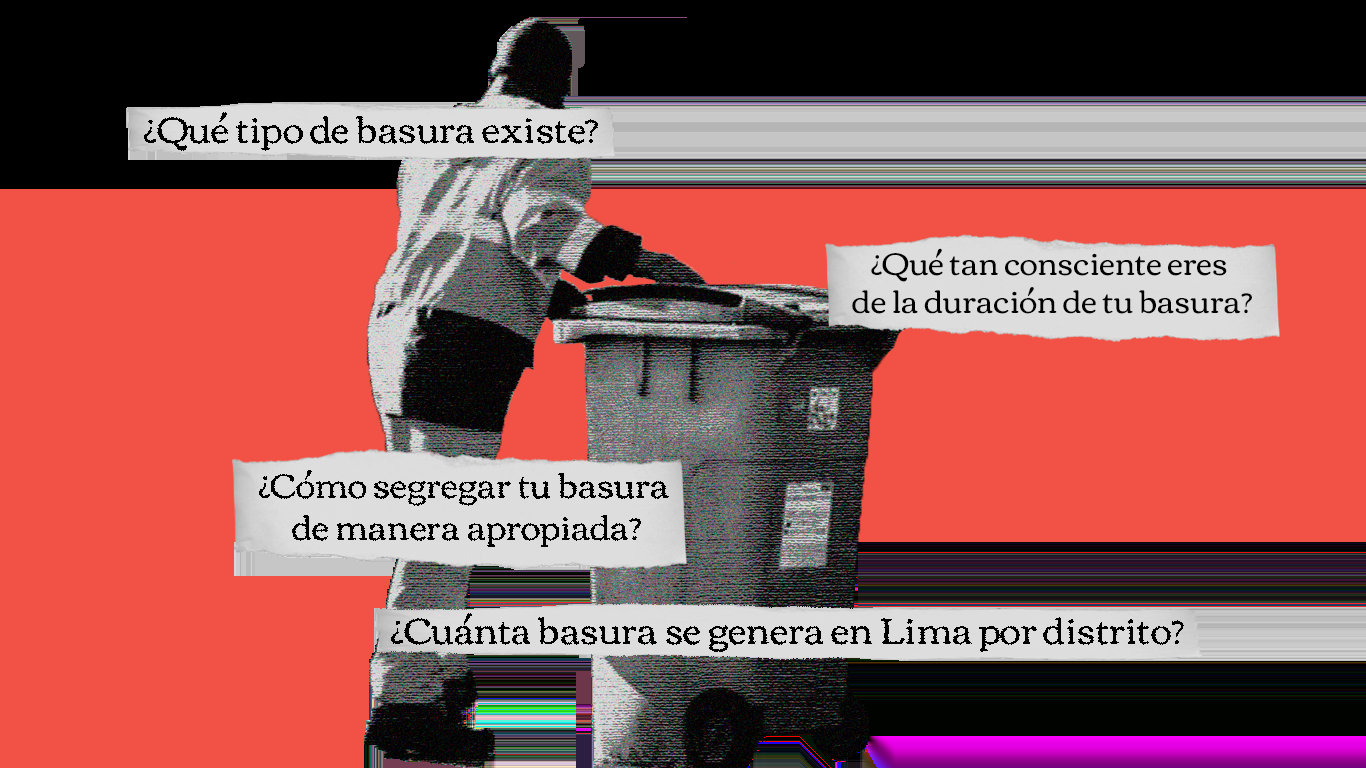 ¿Qué tipo de basura existe?
¿Qué tan consciente eres
de la duración de tu basura?
¿Cómo segregar tu basura
de manera apropiada?
¿Cuánta basura se genera en Lima por distrito?